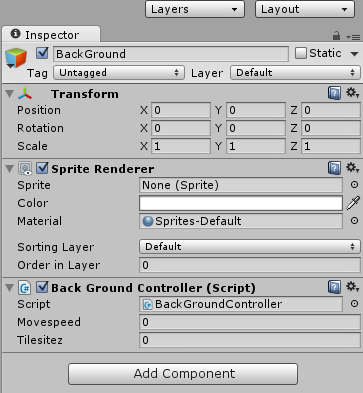 Layers Layout
Inspector
BackGround Static
Tag Untagged Layer Default
Transform
Position X 0 Y 0 Z 0
Rotation X 0 Y 0 Z 0
Scale X 1 Y 1 Z 1
Sprite Renderer
Sprite None (Sprite)
Color
Material Sprites-Default
Sorting Layer Default
Order in Layer 0
Back Ground Controller (Script)
Script BackGroundController
Movespeed 0
Tilesitez 0
Add Component